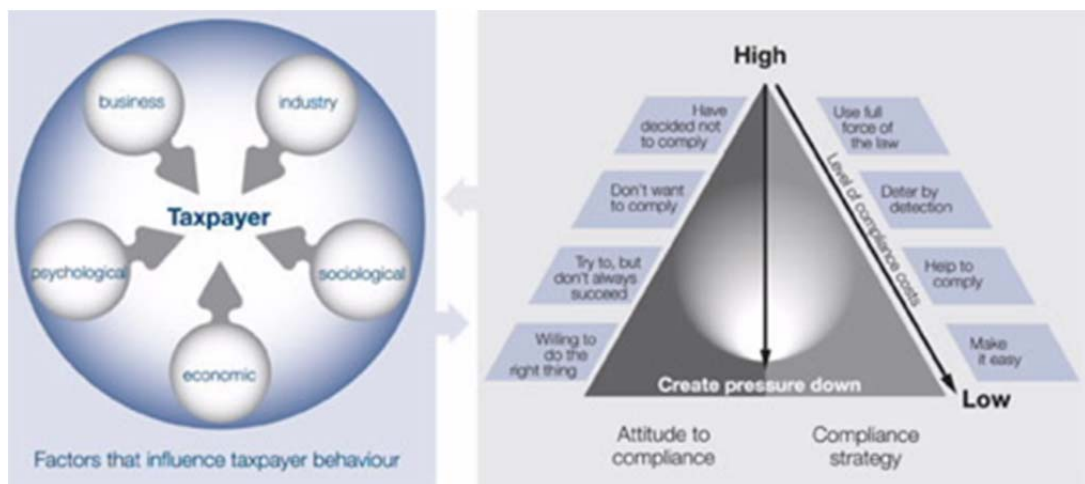 business
industry
Taxpayer
psychological
sociological
economic
Factors that influence taxpayer behaviour
High
Have
decided not
to comply
Use full
force of
the law
Don't want
to comply
Deter by
detection
Level of compliance costs
Try to, but
don't always
succeed
Help to
comply
Willing to
do the
right thing
Make
it easy
Create pressure down
Low
Attitude to
compliance
Compliance
strategy